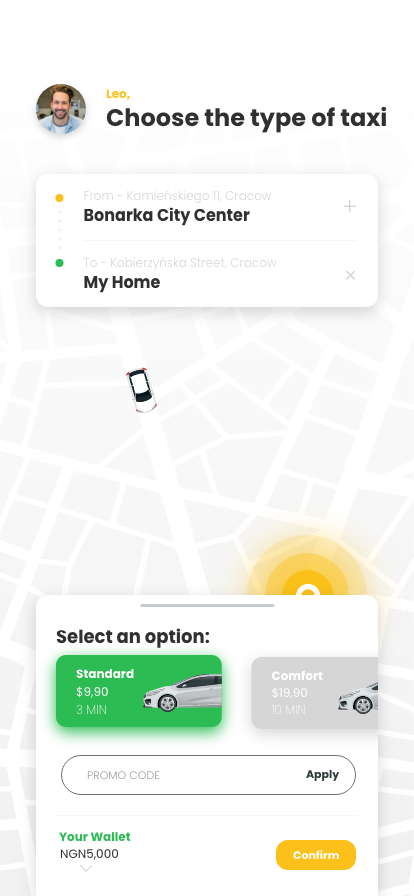 Leo,
Choose the type of taxi
From - Kamieńskiego 11, Cracow
Bonarka City Center
To - Kobierzyńska Street, Cracow
My Home
Select an option:
Standard
$9,90
3 MIN
Comfort
$19,90
10 MIN
PROMO CODE
Apply
Your Wallet
NGN5,000
Confirm